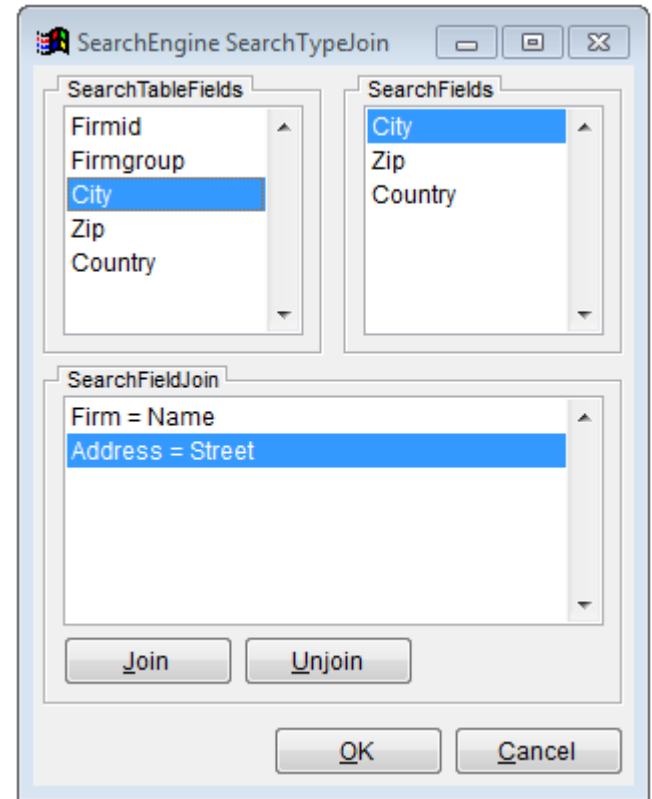 SearchEngine SearchTypeJoin
SearchTableFields
Firmid
Firmgroup
City
Zip
Country
SearchFields
City
Zip
Country
SearchFieldJoin
Firm = Name
Address = Street
Join
Unjoin
OK
Cancel